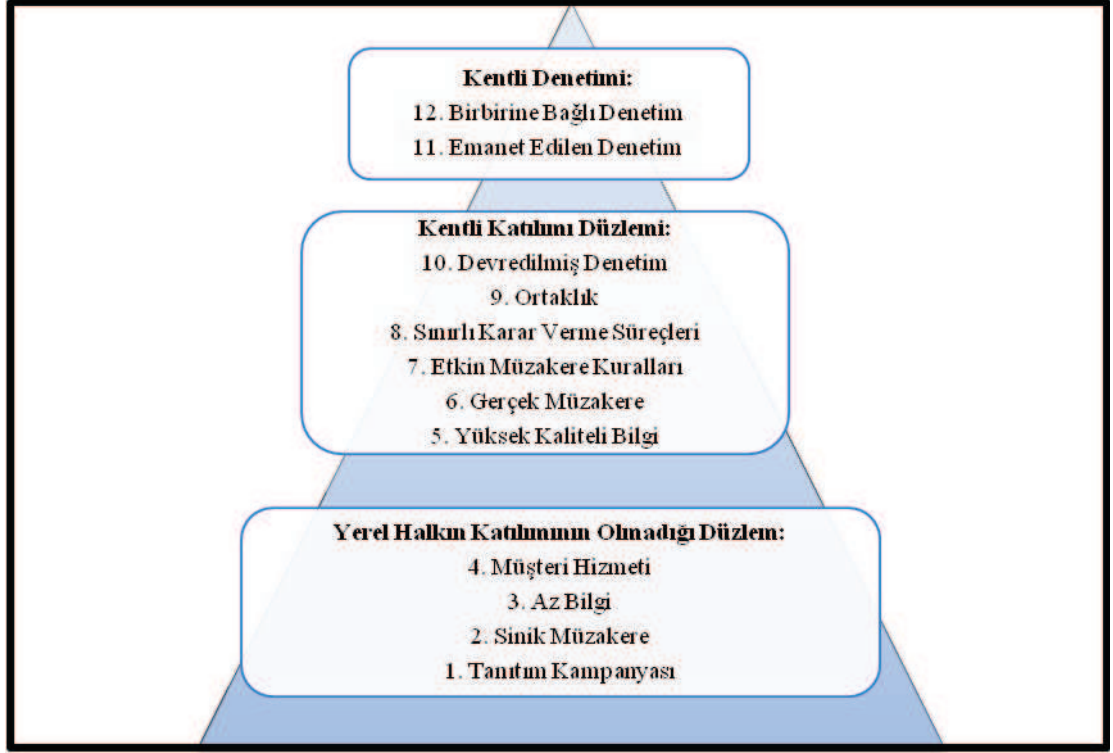 Kentli Denetimi:
12. Birbirine Bağlı Denetim
11. Emanet Edilen Denetim
Kentli Katılımı Düzlemi:
10. Devredilmiş Denetim
9. Ortaklık
8. Sınırlı Karar Verme Süreçleri
7. Etkin Müzakere Kuralları
6. Gerçek Müzakere
5. Yüksek Kaliteli Bilgi
Yerel Halkın Katılımının Olmadığı Düzlem:
4. Müşteri Hizmeti
3. Az Bilgi
2. Sinik Müzakere
1. Tanıtım Kampanyası